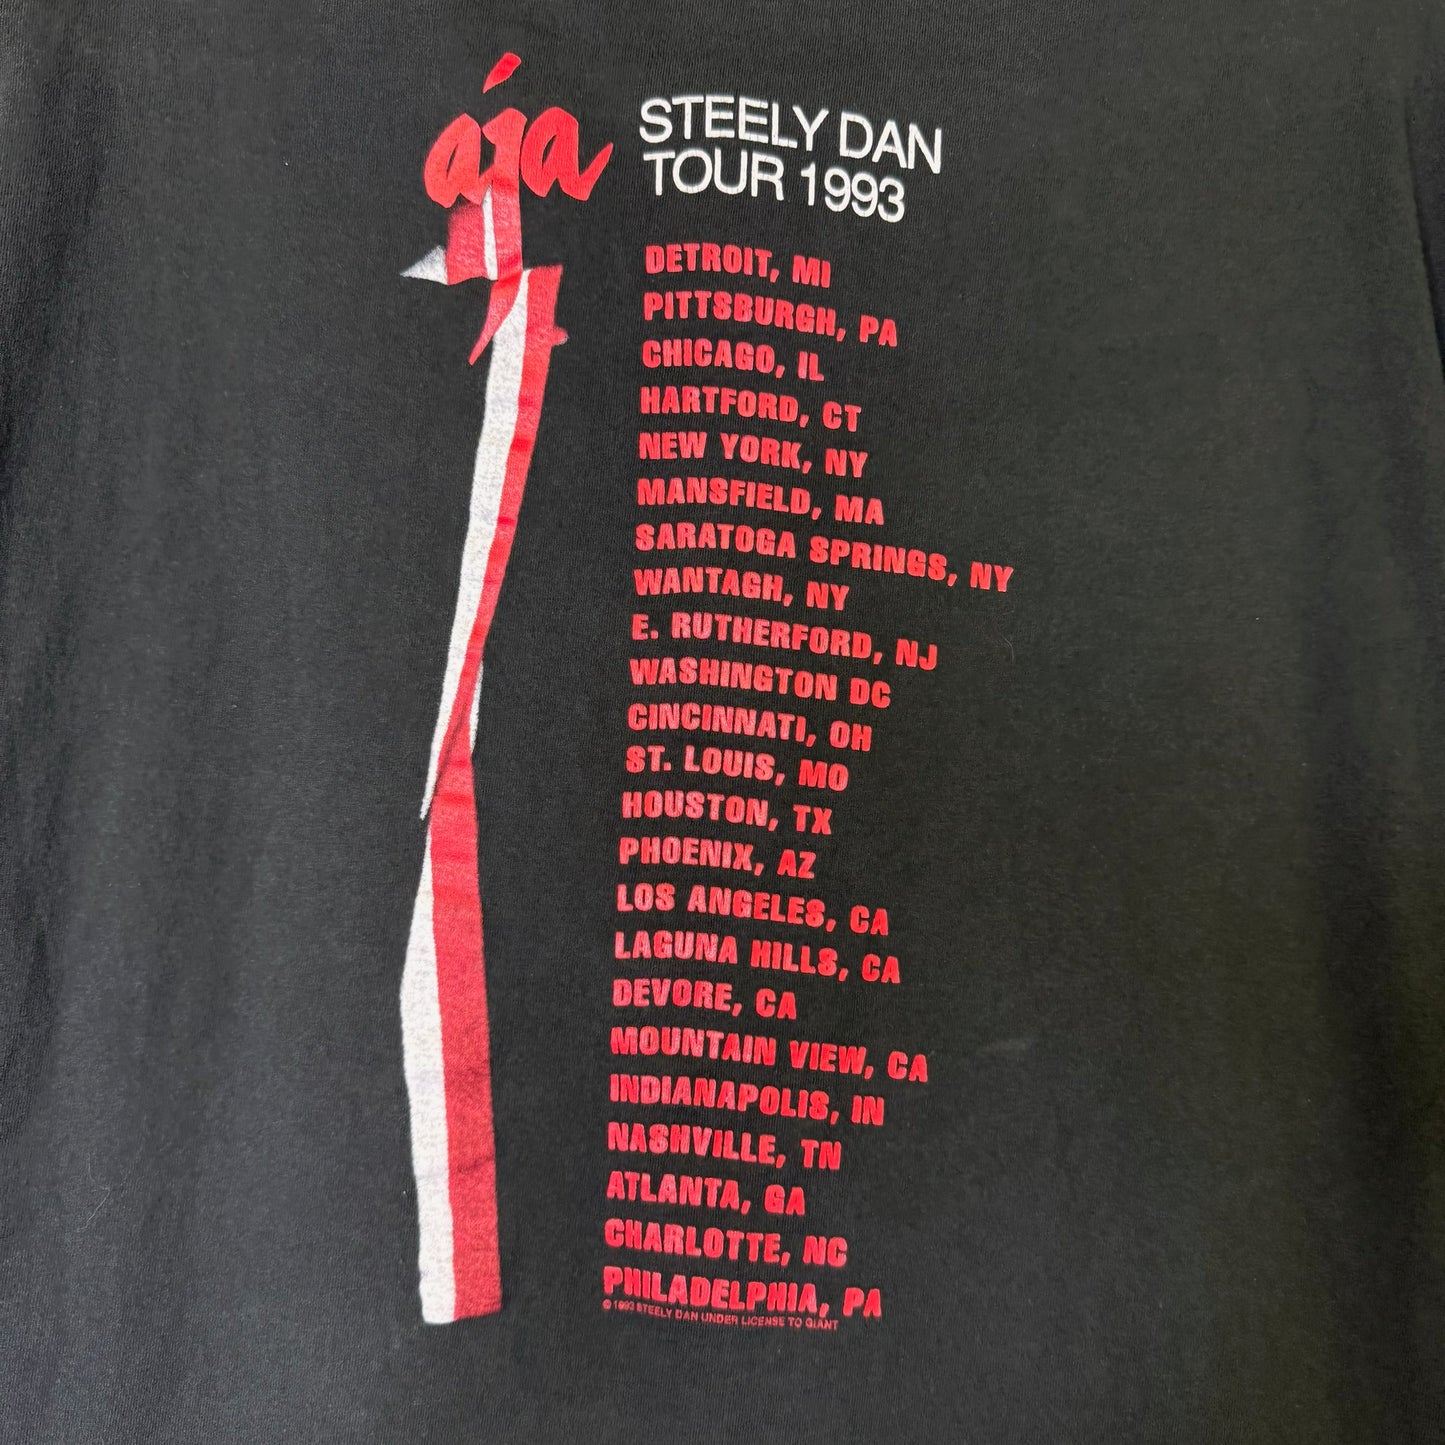 aja
STEELY DAN
TOUR 1993
DETROIT, MI
PITTSBURGH, PA
CHICAGO, IL
HARTFORD, CT
NEW YORK, NY
MANSFIELD, MA
SARATOGA SPRINGS, NY
WANTAGH, NY
E. RUTHERFORD, NJ
WASHINGTON DC
CINCINNATI, OH
ST. LOUIS, MO
HOUSTON, TX
PHOENIX, AZ
LOS ANGELES, CA
LAGUNA HILLS, CA
DEVORE, CA
MOUNTAIN VIEW, CA
INDIANAPOLIS, IN
NASHVILLE, TN
ATLANTA, GA
CHARLOTTE, NC
PHILADELPHIA, PA
© 1993 STEELY DAN UNDER LICENSE TO GIANT